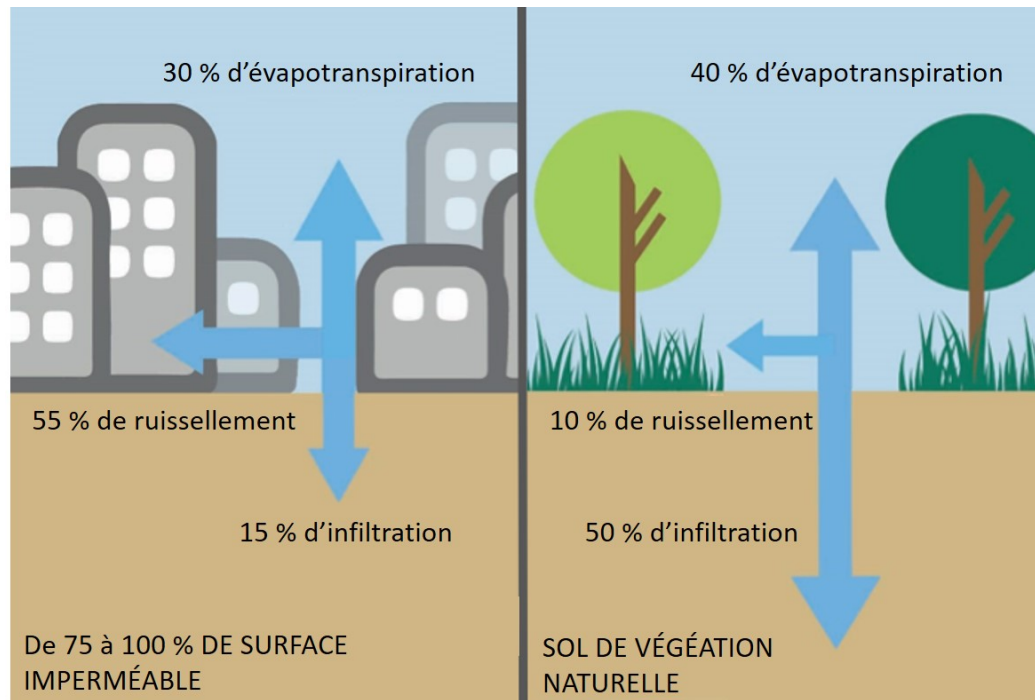 30 % d’évapotranspiration
55 % de ruissellement
15 % d’infiltration
De 75 à 100 % DE SURFACE
IMPERMÉABLE
40 % d’évapotranspiration
10 % de ruissellement
50 % d’infiltration
SOL DE VÉGÉATION
NATURELLE